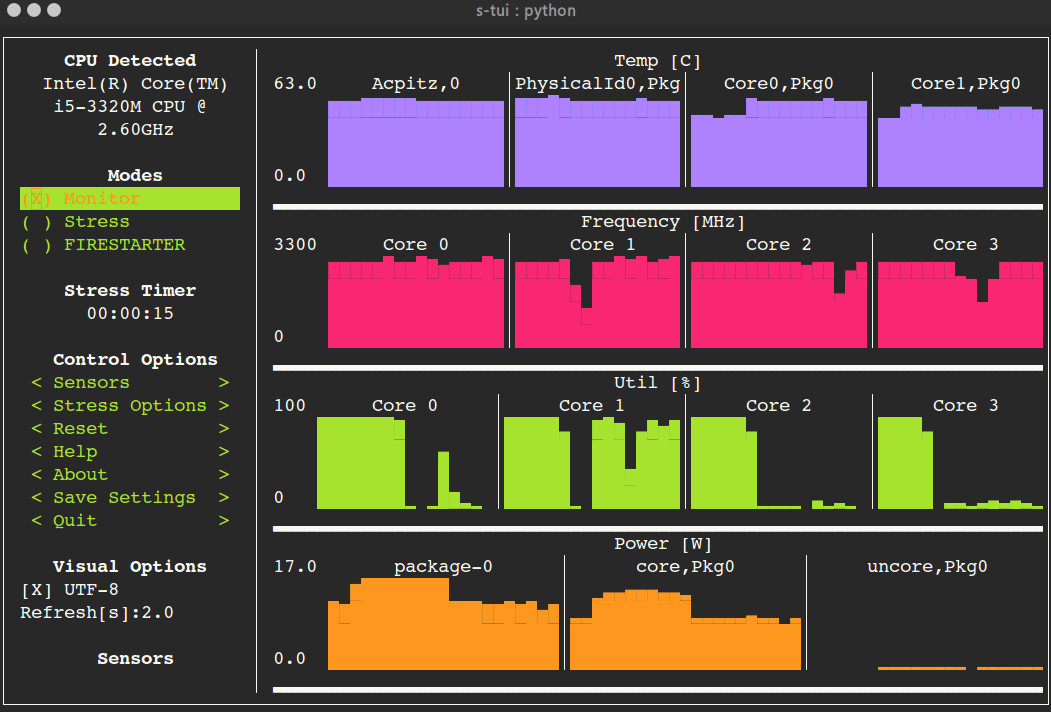 s-tui : python
CPU Detected
Intel(R) Core(TM)
i5-3320M CPU @
2.60GHz
Modes
(X) Monitor
( ) Stress
( ) FIRESTARTER
Stress Timer
00:00:15
Control Options
< Sensors >
< Stress Options >
< Reset >
< Help >
< About >
< Save Settings >
< Quit >
Visual Options
[X] UTF-8
Refresh[s]:2.0
Sensors
Temp [C]
63.0 Acpitz,0 PhysicalId0,Pkg Core0,Pkg0 Core1,Pkg0
0.0
Frequency [MHz]
3300 Core 0 Core 1 Core 2 Core 3
0
Util [%]
100 Core 0 Core 1 Core 2 Core 3
0
Power [W]
17.0 package-0 core,Pkg0 uncore,Pkg0
0.0